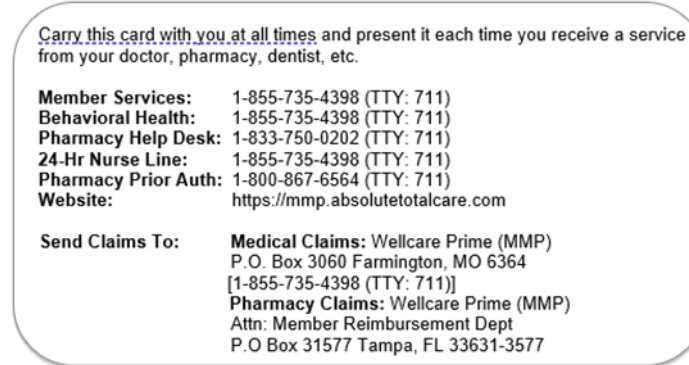 Carry this card with you at all times and present it each time you receive a service
from your doctor, pharmacy, dentist, etc.
Member Services: 1-855-735-4398 (TTY: 711)
Behavioral Health: 1-855-735-4398 (TTY: 711)
Pharmacy Help Desk: 1-833-750-0202 (TTY: 711)
24-Hr Nurse Line: 1-855-735-4398 (TTY: 711)
Pharmacy Prior Auth: 1-800-867-6564 (TTY: 711)
Website: https://mmp.absolutetotalcare.com
Send Claims To: Medical Claims: Wellcare Prime (MMP)
P.O. Box 3060 Farmington, MO 6364
[1-855-735-4398 (TTY: 711)]
Pharmacy Claims: Wellcare Prime (MMP)
Attn: Member Reimbursement Dept
P.O Box 31577 Tampa, FL 33631-3577